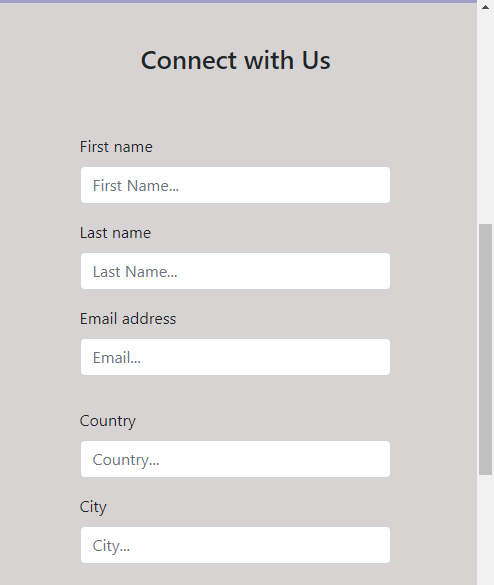 Connect with Us
First name
First Name...
Last name
Last Name...
Email address
Email...
Country
Country...
City
City...